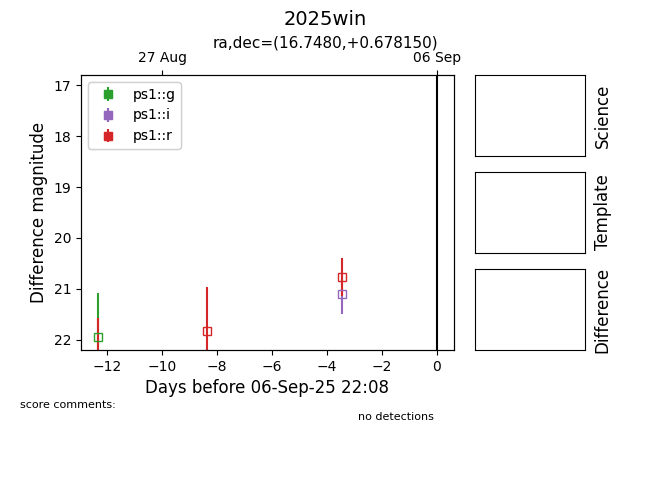 2025win
ra,dec=(16.7480,+0.678150)
27 Aug
06 Sep
ps1::g
ps1::i
ps1::r
17
18
19
20
21
22
Difference magnitude
−12
−10
−8
−6
−4
−2
0
Days before 06-Sep-25 22:08
Science
Template
Difference
score comments:
no detections